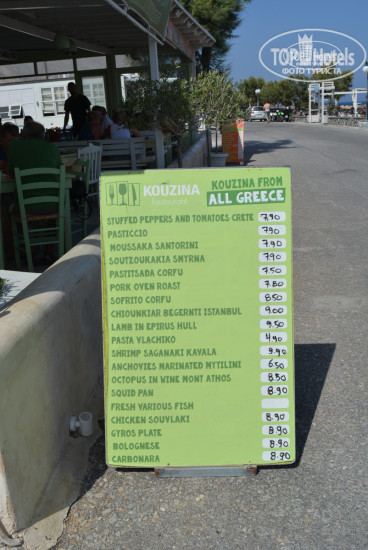 TOPHotels
ФОТО ТУРИСТА
KOUZINA
Restaurant
KOUZINA FROM
ALL GREECE
STUFFED PEPPERS AND TOMATOES CRETE 7,90
PASTICCIO 7,90
MOUSSAKA SANTORINI 7,90
SOUTZOUKAKIA SMYRNA 7,90
PASTITSADA CORFU 7,50
PORK OVEN ROAST 7,80
SOFRITO CORFU 8,50
CHIOUNKIAR BEGERNTI ISTANBUL 9,00
LAMB IN EPIRUS HULL 9,50
PASTA VLACHIKO 4,90
SHRIMP SAGANAKI KAVALA 9,90
ANCHOVIES MARINATED MYTILINI 6,50
OCTOPUS IN WINE MONT ATHOS 8,50
SQUID PAN 8,90
FRESH VARIOUS FISH
CHICKEN SOUVLAKI 8,90
GYROS PLATE 8,90
BOLOGNESE 8,90
CARBONARA 8,90